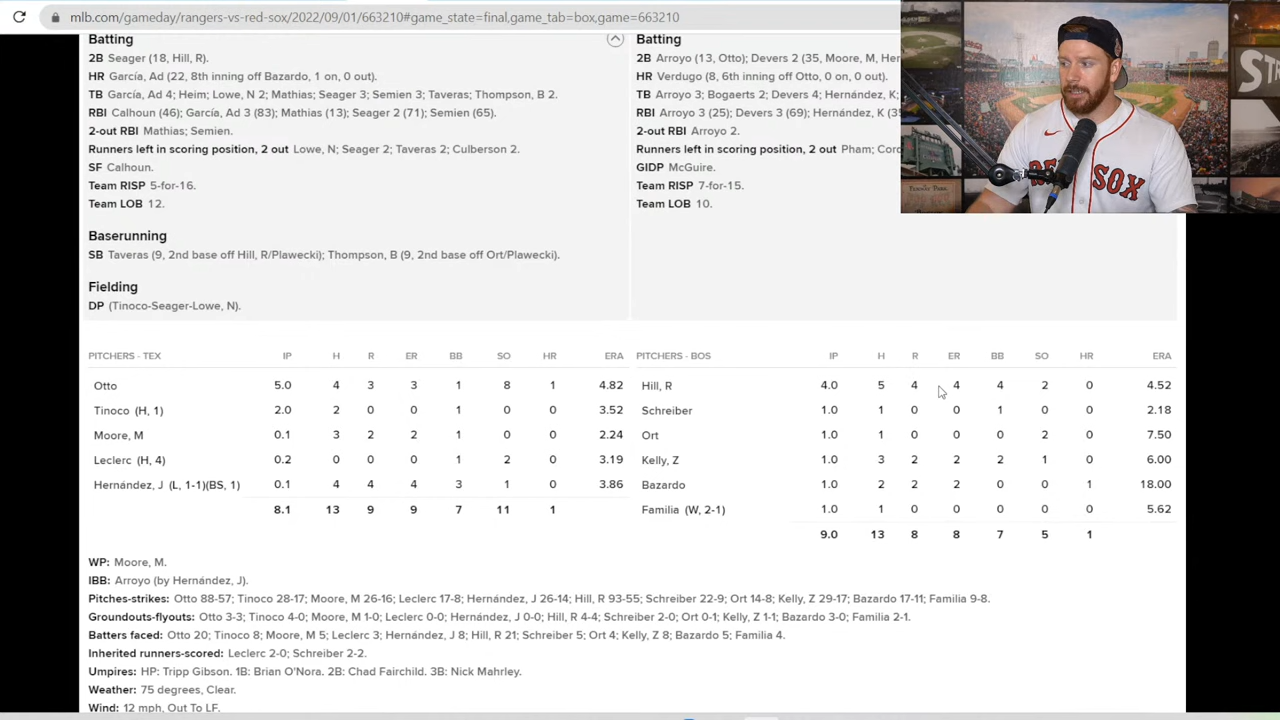 mlb.com/gameday/rangers-vs-red-sox/2022/09/01/663210#game_state=final,game_tab=box,game=663210
Batting
2B Seager (18, Hill, R).
HR García, Ad (22, 8th inning off Bazardo, 1 on, 0 out).
TB García, Ad 4; Heim; Lowe, N 2; Mathias; Seager 3; Semien 3; Taveras; Thompson, B 2.
RBI Calhoun (46); García, Ad 3 (83); Mathias (13); Seager 2 (71); Semien (65).
2-out RBI Mathias; Semien.
Runners left in scoring position, 2 out Lowe, N; Seager 2; Taveras 2; Culberson 2.
SF Calhoun.
Team RISP 5-for-16.
Team LOB 12.
Baserunning
SB Taveras (9, 2nd base off Hill, R/Plawecki); Thompson, B (9, 2nd base off Ort/Plawecki).
Fielding
DP (Tinoco-Seager-Lowe, N).
Batting
2B Arroyo (13, Otto); Devers 2 (35, Moore, M, Her
HR Verdugo (8, 6th inning off Otto, 0 on, 0 out).
TB Arroyo 3; Bogaerts 2; Devers 4; Hernández, K
RBI Arroyo 3 (25); Devers 3 (69); Hernández, K (3
2-out RBI Arroyo 2.
Runners left in scoring position, 2 out Pham; Cor
GIDP McGuire.
Team RISP 7-for-15.
Team LOB 10.
RED SOX
PITCHERS - TEX IP H R ER BB SO HR ERA
Otto 5.0 4 3 3 1 8 1 4.82
Tinoco (H, 1) 2.0 2 0 0 1 0 0 3.52
Moore, M 0.1 3 2 2 1 0 0 2.24
Leclerc (H, 4) 0.2 0 0 0 1 2 0 3.19
Hernández, J (L, 1-1)(BS, 1) 0.1 4 4 4 3 1 0 3.86
8.1 13 9 9 7 11 1
PITCHERS - BOS IP H R ER BB SO HR ERA
Hill, R 4.0 5 4 4 4 2 0 4.52
Schreiber 1.0 1 0 0 1 0 0 2.18
Ort 1.0 1 0 0 0 2 0 7.50
Kelly, Z 1.0 3 2 2 2 1 0 6.00
Bazardo 1.0 2 2 2 0 0 1 18.00
Familia (W, 2-1) 1.0 1 0 0 0 0 0 5.62
9.0 13 8 8 7 5 1
WP: Moore, M.
IBB: Arroyo (by Hernández, J).
Pitches-strikes: Otto 88-57; Tinoco 28-17; Moore, M 26-16; Leclerc 17-8; Hernández, J 26-14; Hill, R 93-55; Schreiber 22-9; Ort 14-8; Kelly, Z 29-17; Bazardo 17-11; Familia 9-8.
Groundouts-flyouts: Otto 3-3; Tinoco 4-0; Moore, M 1-0; Leclerc 0-0; Hernández, J 0-0; Hill, R 4-4; Schreiber 2-0; Ort 0-1; Kelly, Z 1-1; Bazardo 3-0; Familia 2-1.
Batters faced: Otto 20; Tinoco 8; Moore, M 5; Leclerc 3; Hernández, J 8; Hill, R 21; Schreiber 5; Ort 4; Kelly, Z 8; Bazardo 5; Familia 4.
Inherited runners-scored: Leclerc 2-0; Schreiber 2-2.
Umpires: HP: Tripp Gibson. 1B: Brian O'Nora. 2B: Chad Fairchild. 3B: Nick Mahrley.
Weather: 75 degrees, Clear.
Wind: 12 mph, Out To LF.